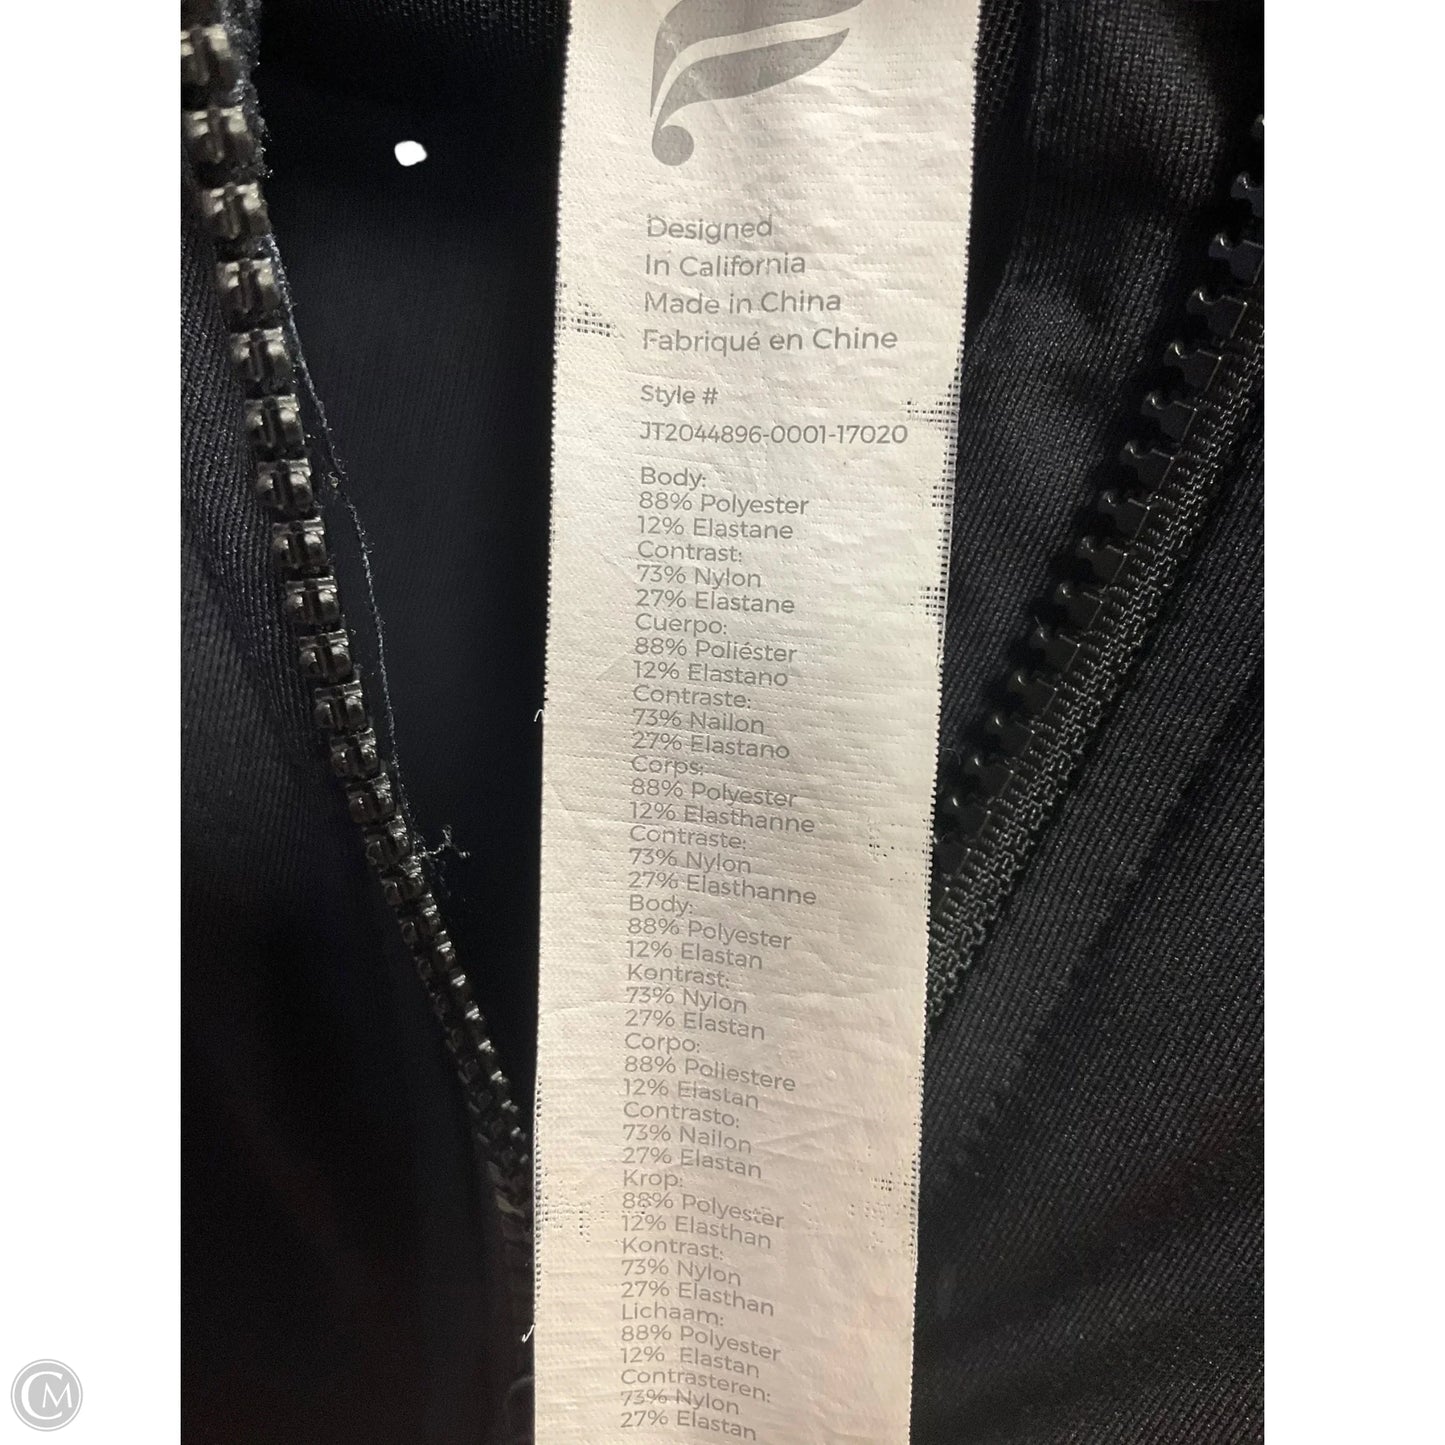 Designed
In California
Made in China
Fabriqué en Chine
Style #
JT2044896-0001-17020
Body:
88% Polyester
12% Elastane
Contrast:
73% Nylon
27% Elastane
Cuerpo:
88% Poliéster
12% Elastano
Contraste:
73% Nailon
27% Elastano
Corps:
88% Polyester
12% Elasthanne
Contraste:
73% Nylon
27% Elasthanne
Body:
88% Polyester
12% Elastan
Kontrast:
73% Nylon
27% Elastan
Corpo:
88% Poliestere
12% Elastan
Contrasto:
73% Nailon
27% Elastan
Krop:
88% Polyester
12% Elasthan
Kontrast:
73% Nylon
27% Elasthan
Lichaam:
88% Polyester
12% Elastan
Contrasteren:
73% Nylon
27% Elastan
CM